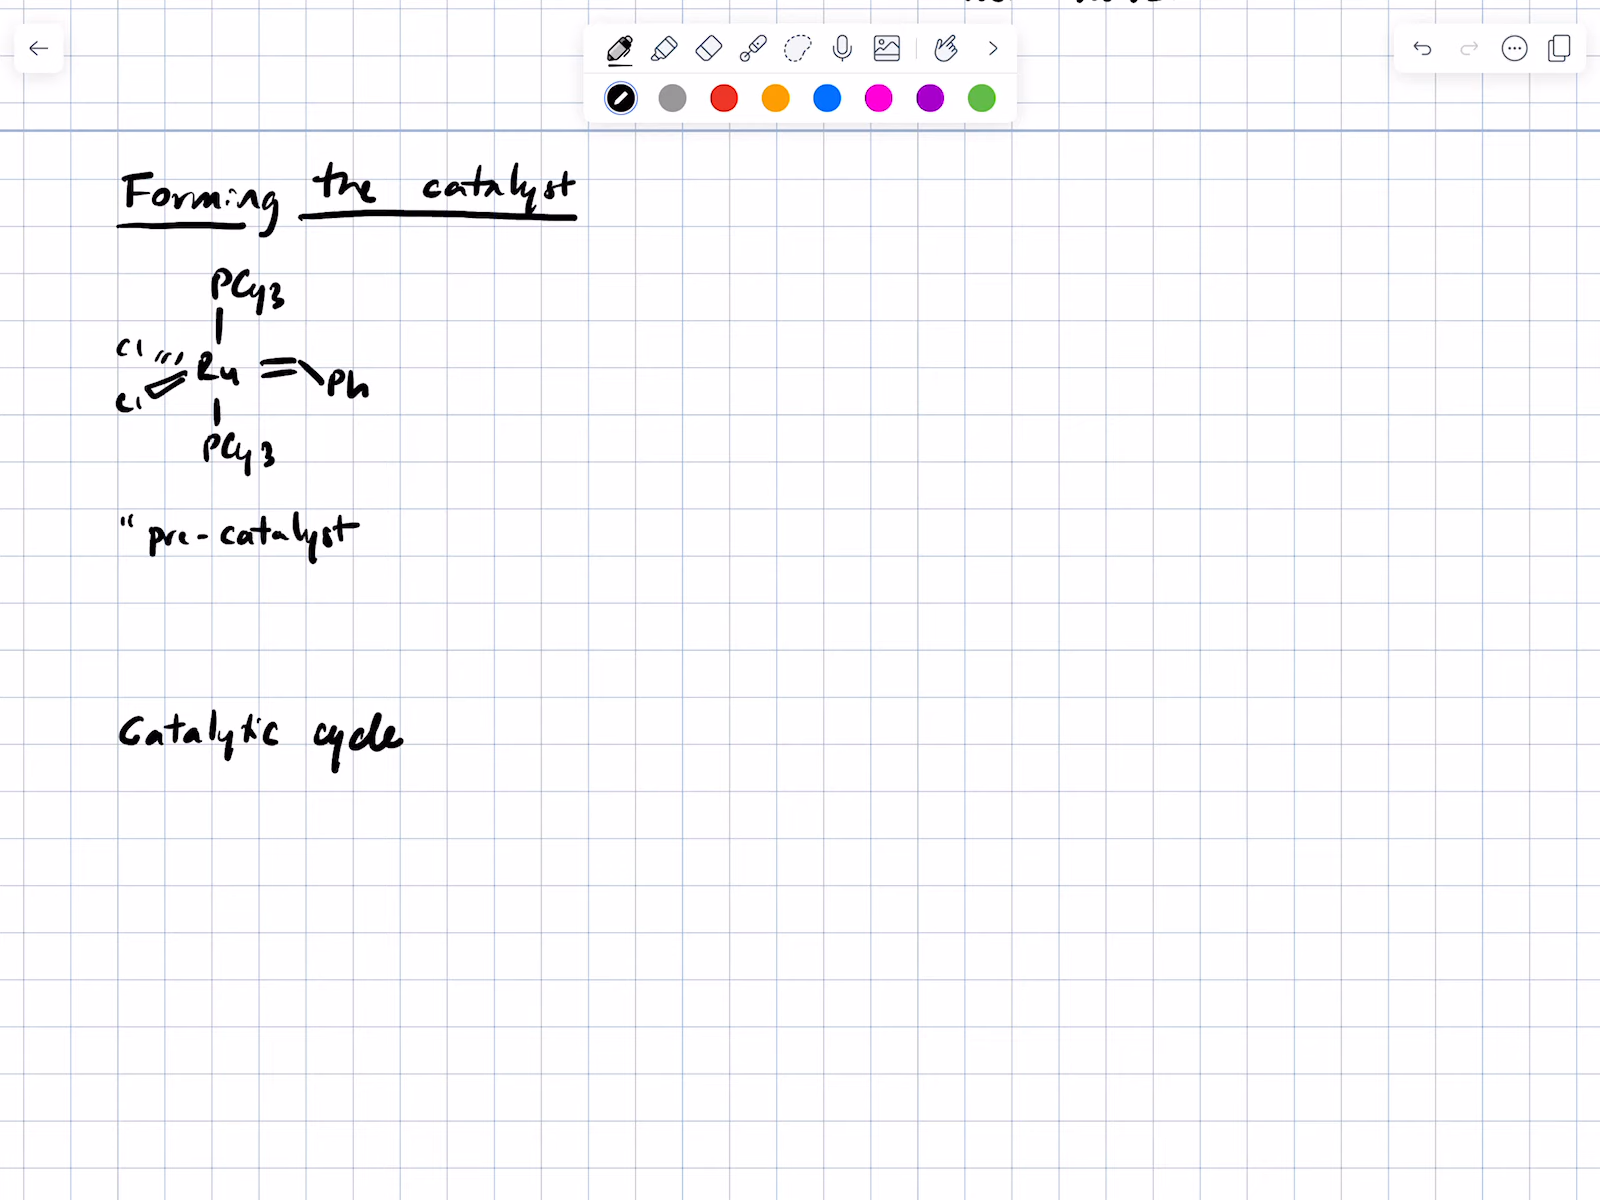 Forming the catalyst
PCy3
Cl
Ru
Cl
Ph
PCy3
"pre-catalyst
Catalytic cycle